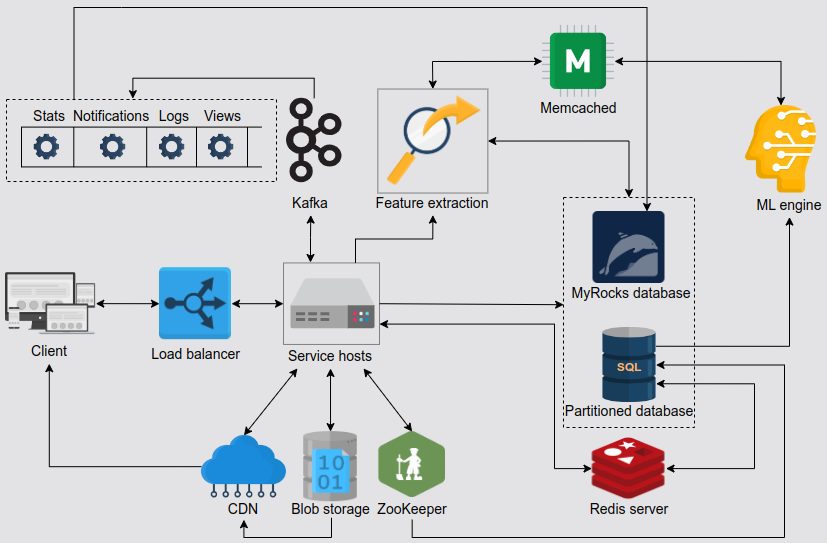 Stats Notifications Logs Views
M
Memcached
Kafka
Feature extraction
ML engine
MyRocks database
Client
Load balancer
Service hosts
SQL
Partitioned database
10
01
CDN
Blob storage
ZooKeeper
Redis server